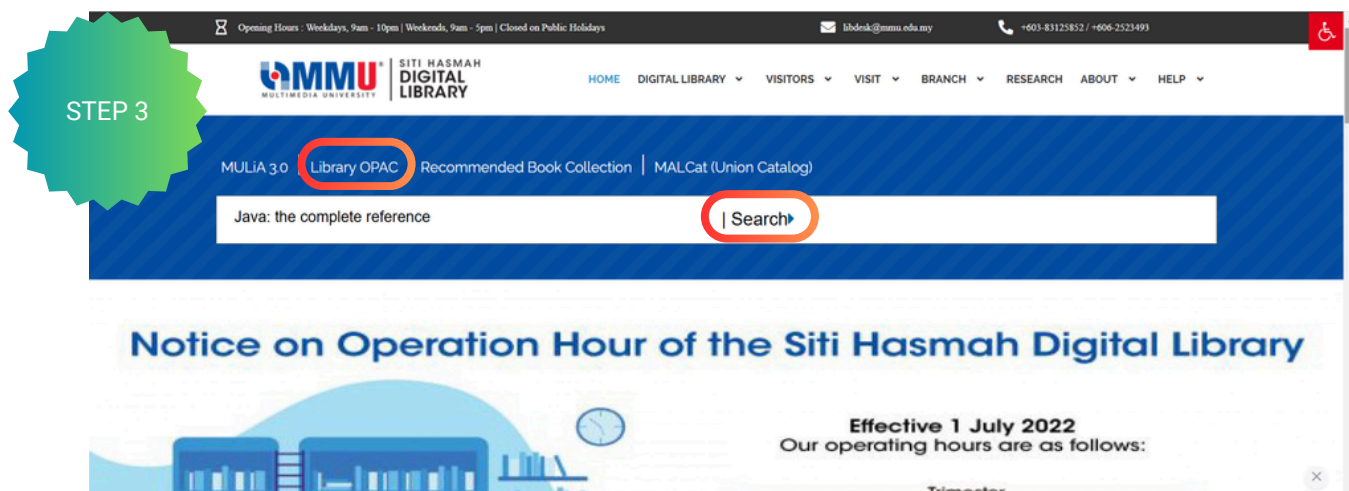 Opening Hours : Weekdays, 9am - 10pm | Weekends, 9am - 5pm | Closed on Public Holidays
libdesk@mmu.edu.my
+603-83125852 / +606-2523493
STEP 3
MMU
MULTIMEDIA UNIVERSITY
SITI HASMAH
DIGITAL
LIBRARY
HOME DIGITAL LIBRARY VISITORS VISIT BRANCH RESEARCH ABOUT HELP
MULiA 3.0 | Library OPAC Recommended Book Collection | MALCat (Union Catalog)
Java: the complete reference | Search
Notice on Operation Hour of the Siti Hasmah Digital Library
Effective 1 July 2022
Our operating hours are as follows:
Trimester